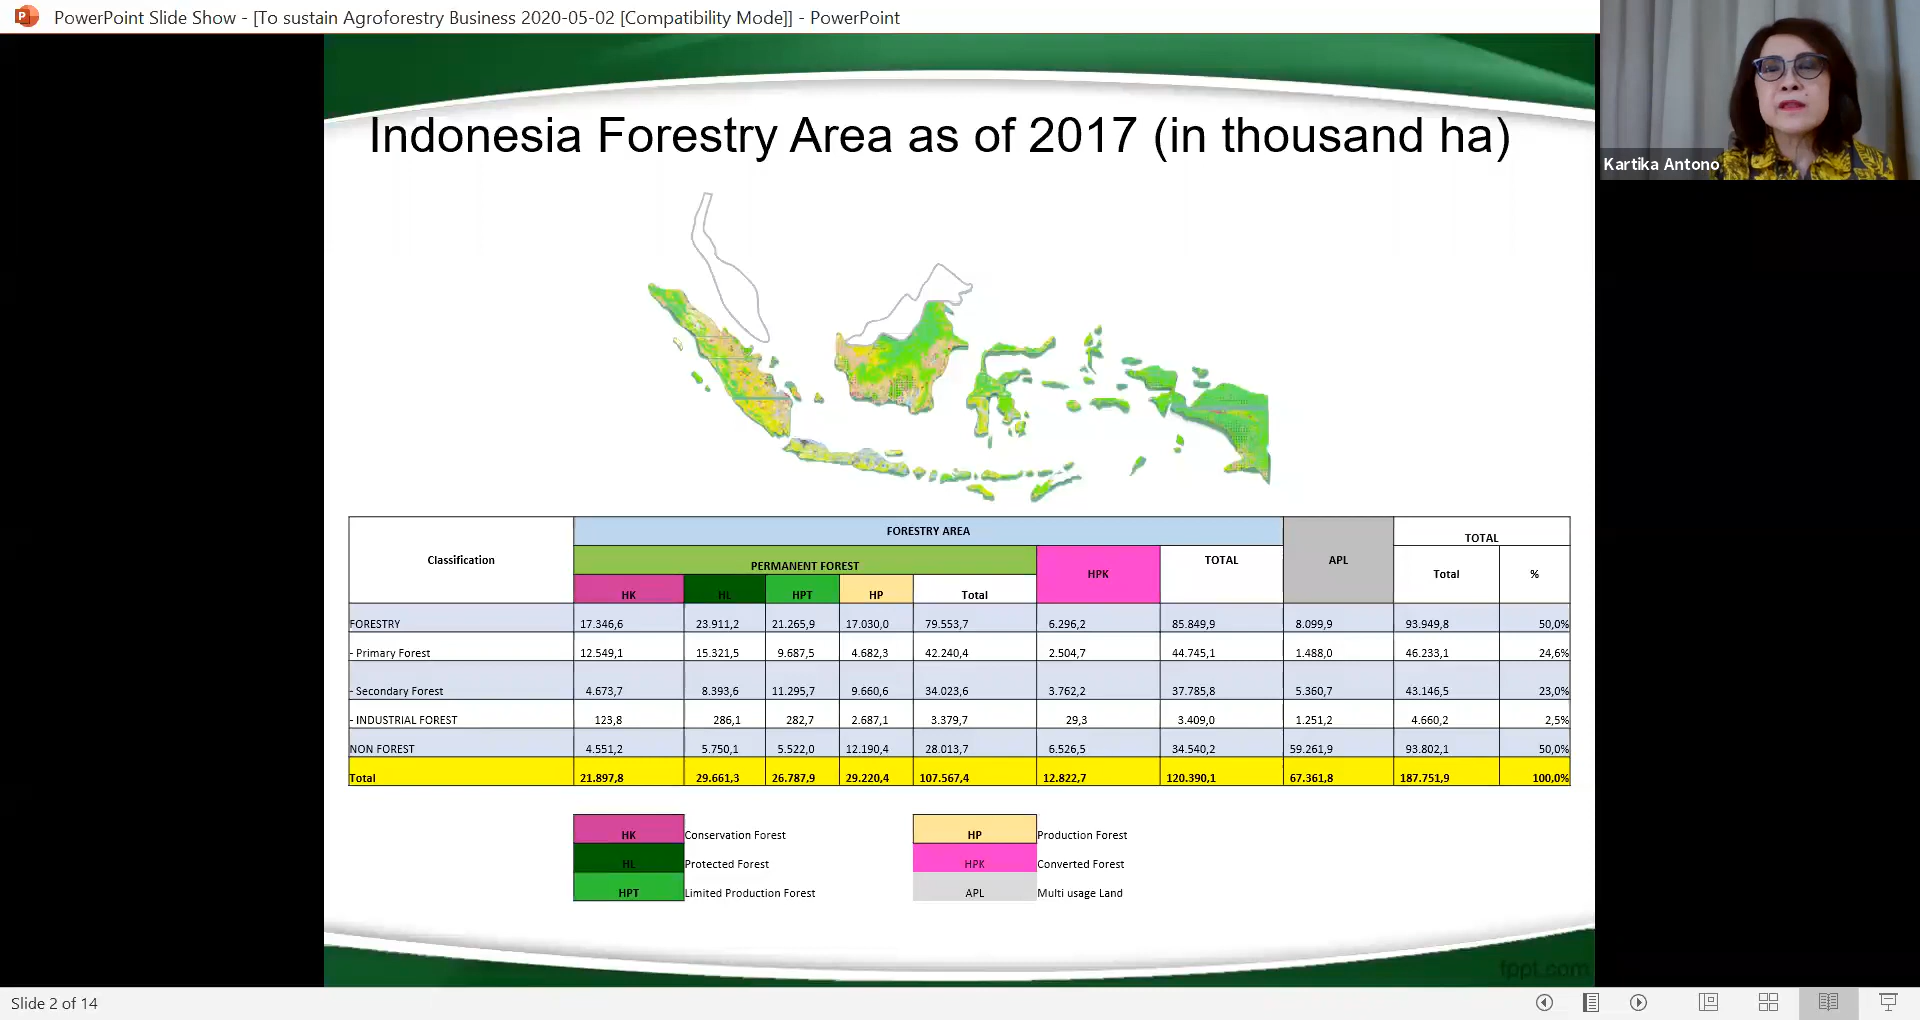 PowerPoint Slide Show - [To sustain Agroforestry Business 2020-05-02 [Compatibility Mode]] - PowerPoint
Kartika Antono
Indonesia Forestry Area as of 2017 (in thousand ha)
Classification FORESTRY AREA APL TOTAL
PERMANENT FOREST HPK TOTAL Total %
HK HL HPT HP Total
FORESTRY 17.346,6 23.911,2 21.265,9 17.030,0 79.553,7 6.296,2 85.849,9 8.099,9 93.949,8 50,0%
- Primary Forest 12.549,1 15.321,5 9.687,5 4.682,3 42.240,4 2.504,7 44.745,1 1.488,0 46.233,1 24,6%
- Secondary Forest 4.673,7 8.393,6 11.295,7 9.660,6 34.023,6 3.762,2 37.785,8 5.360,7 43.146,5 23,0%
- INDUSTRIAL FOREST 123,8 286,1 282,7 2.687,1 3.379,7 29,3 3.409,0 1.251,2 4.660,2 2,5%
NON FOREST 4.551,2 5.750,1 5.522,0 12.190,4 28.013,7 6.526,5 34.540,2 59.261,9 93.802,1 50,0%
Total 21.897,8 29.661,3 26.787,9 29.220,4 107.567,4 12.822,7 120.390,1 67.361,8 187.751,9 100,0%
HK Conservation Forest HP Production Forest
HL Protected Forest HPK Converted Forest
HPT Limited Production Forest APL Multi usage Land
fppt.com
Slide 2 of 14